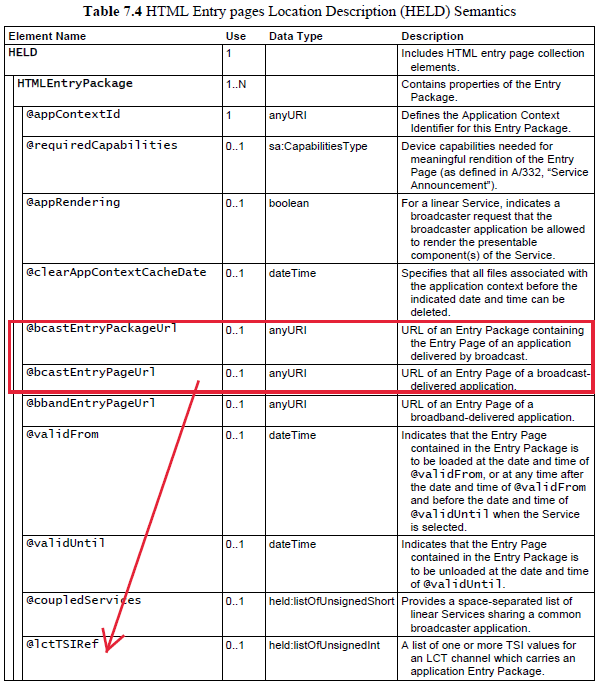 Table 7.4 HTML Entry pages Location Description (HELD) Semantics
Element Name Use Data Type Description
HELD 1 Includes HTML entry page collection
elements.
HTMLEntryPackage 1..N Contains properties of the Entry
Package.
@appContextId 1 anyURI Defines the Application Context
Identifier for this Entry Package.
@requiredCapabilities 0..1 sa:CapabilitiesType Device capabilities needed for
meaningful rendition of the Entry
Page (as defined in A/332, “Service
Announcement”).
@appRendering 0..1 boolean For a linear Service, indicates a
broadcaster request that the
broadcaster application be allowed
to render the presentable
component(s) of the Service.
@clearAppContextCacheDate 0..1 dateTime Specifies that all files associated with
the application context before the
indicated date and time can be
deleted.
@bcastEntryPackageUrl 0..1 anyURI URL of an Entry Package containing
the Entry Page of an application
delivered by broadcast.
@bcastEntryPageUrl 0..1 anyURI URL of an Entry Page of a broadcast-
delivered application.
@bbandEntryPageUrl 0..1 anyURI URL of an Entry Page of a
broadband-delivered application.
@validFrom 0..1 dateTime Indicates that the Entry Page
contained in the Entry Package is
to be loaded at the date and time of
@validFrom, or at any time after
the date and time of @validFrom
and before the date and time of
@validUntil when the Service
is selected.
@validUntil 0..1 dateTime Indicates that the Entry Page
contained in the Entry Package is
to be unloaded at the date and time
of @validUntil.
@coupledServices 0..1 held:listOfUnsignedShort Provides a space-separated list of
linear Services sharing a common
broadcaster application.
@lctTSIRef 0..1 held:listOfUnsignedInt A list of one or more TSI values for
an LCT channel which carries an
application Entry Package.